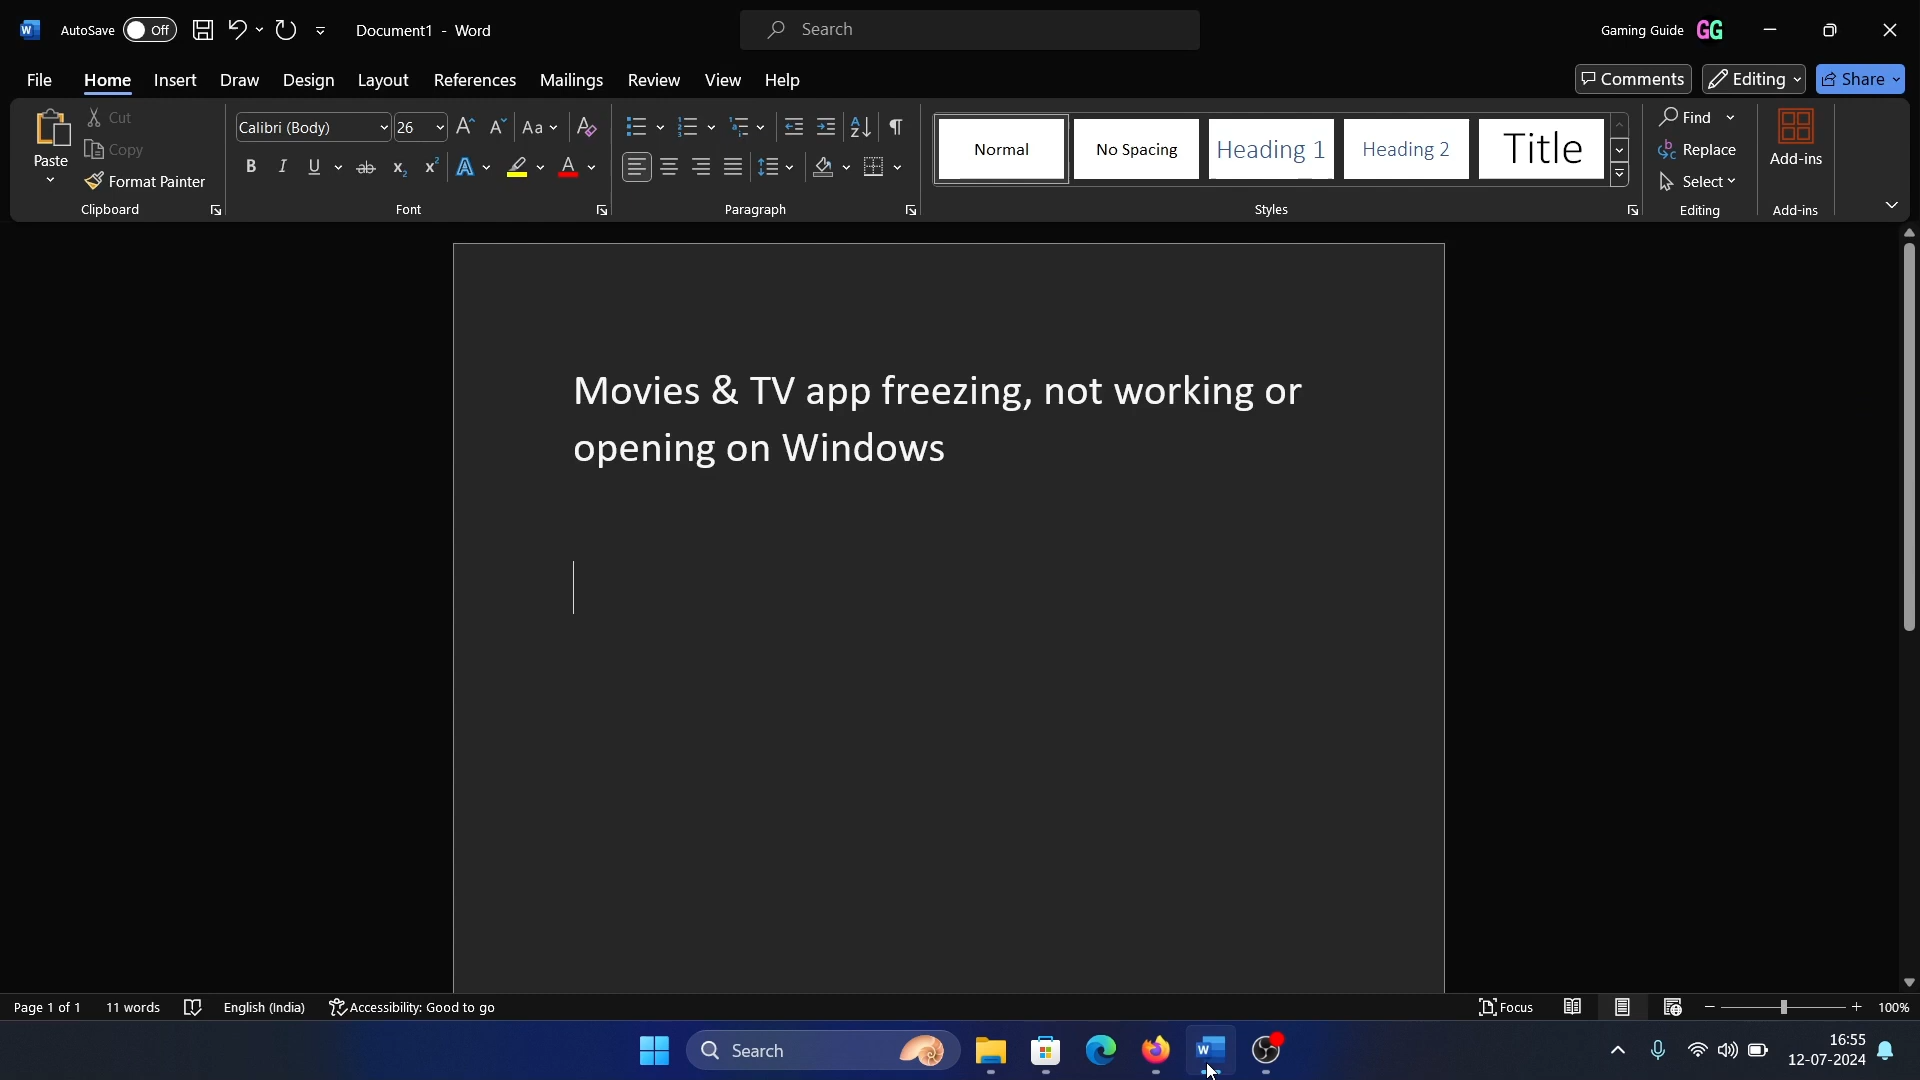 AutoSave Off Document1 - Word Search Gaming Guide GG
File Home Insert Draw Design Layout References Mailings Review View Help Comments Editing Share
Paste Cut Copy Format Painter Clipboard
Calibri (Body) 26 Aa B I U ab x₂ x² A A Font
Paragraph
Normal No Spacing Heading 1 Heading 2 Title Styles
Find Replace Select Editing
Add-ins Add-ins
Movies & TV app freezing, not working or
opening on Windows
Page 1 of 1 11 words English (India) Accessibility: Good to go Focus 100%
Search 16:55
12-07-2024